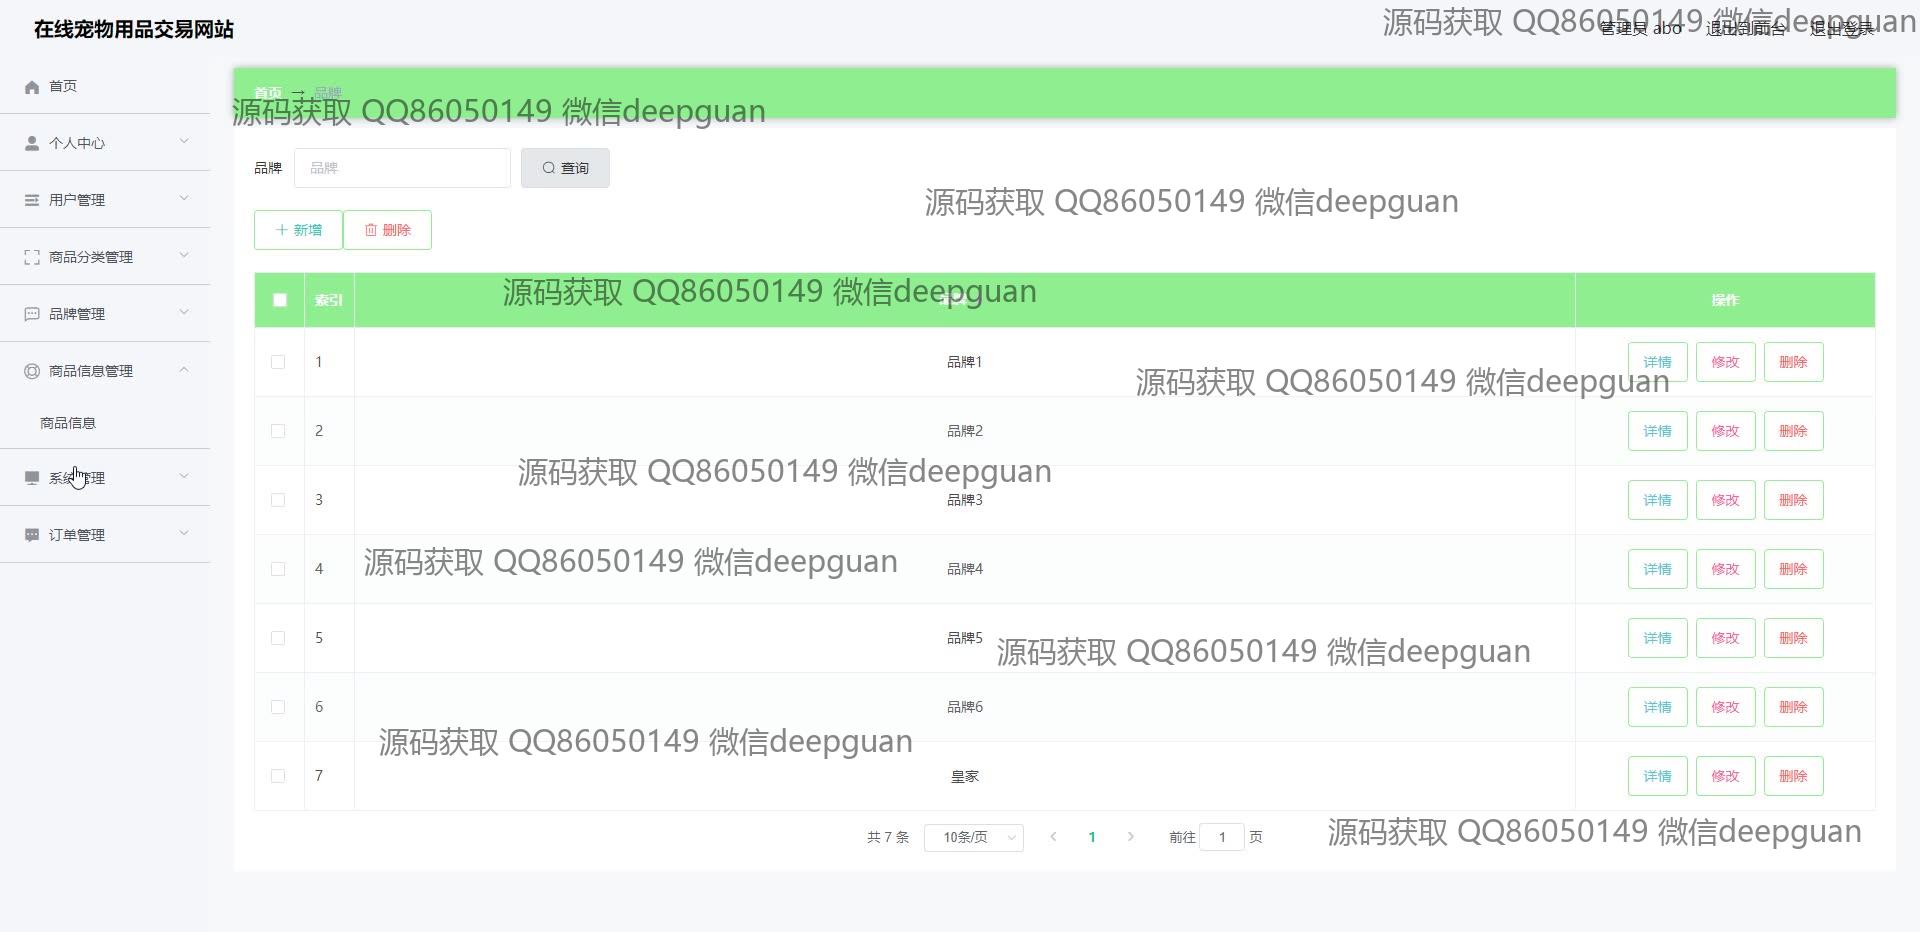 在线宠物用品交易网站
管理员 abo 退出到前台 退出登录
源码获取 QQ86050149 微信deepguan
首页
个人中心
用户管理
商品分类管理
品牌管理
商品信息管理
商品信息
系统管理
订单管理
首页 → 品牌
源码获取 QQ86050149 微信deepguan
品牌 品牌 查询
源码获取 QQ86050149 微信deepguan
新增 删除
索引 操作
源码获取 QQ86050149 微信deepguan
1 品牌1 详情 修改 删除
源码获取 QQ86050149 微信deepguan
2 品牌2 详情 修改 删除
源码获取 QQ86050149 微信deepguan
3 品牌3 详情 修改 删除
4 品牌4 详情 修改 删除
源码获取 QQ86050149 微信deepguan
5 品牌5 详情 修改 删除
源码获取 QQ86050149 微信deepguan
6 品牌6 详情 修改 删除
源码获取 QQ86050149 微信deepguan
7 皇家 详情 修改 删除
共 7 条 10条/页 1 前往 1 页
源码获取 QQ86050149 微信deepguan